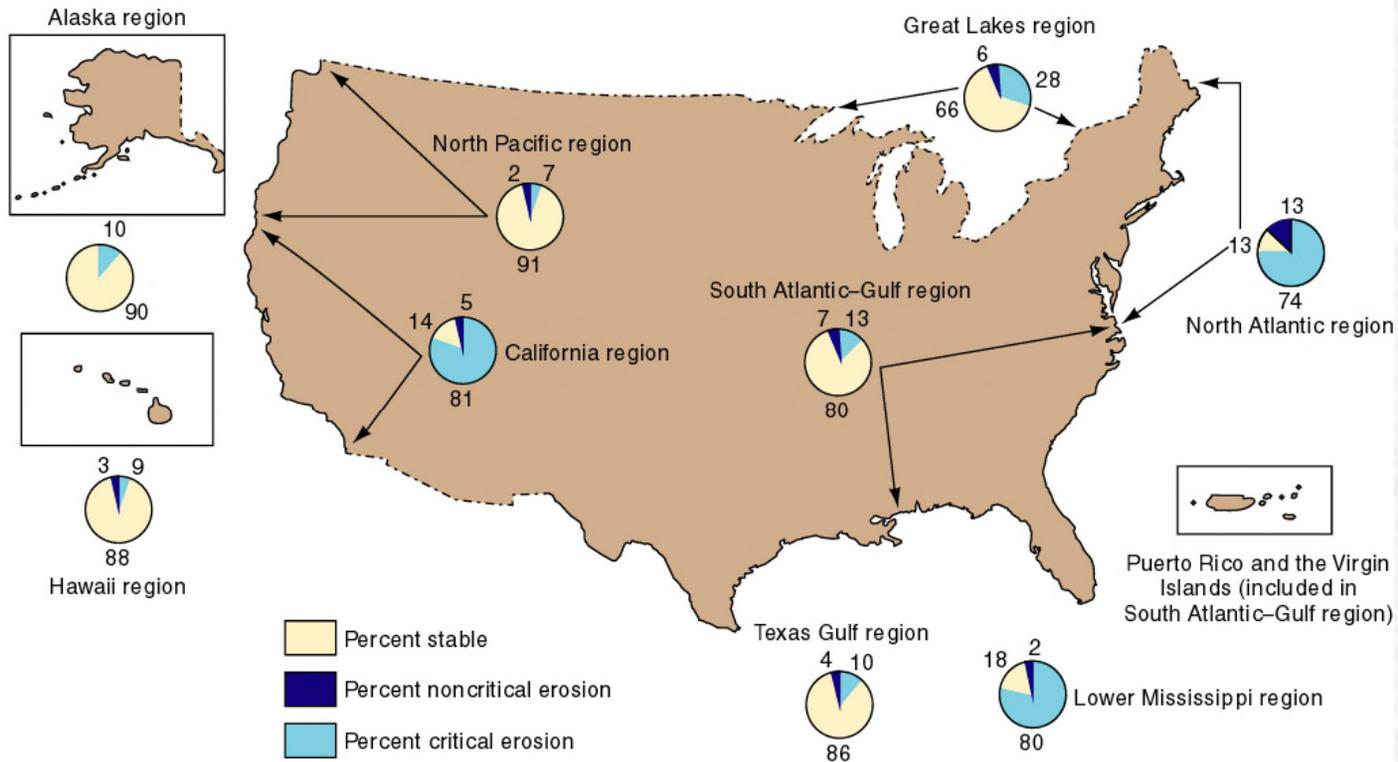 Alaska region
10
90
3 9
88
Hawaii region
North Pacific region
2 7
91
5
14
81
California region
Great Lakes region
6
28
66
South Atlantic–Gulf region
7 13
80
13
13
74
North Atlantic region
Puerto Rico and the Virgin
Islands (included in
South Atlantic–Gulf region)
Texas Gulf region
4 10
86
18 2
80
Lower Mississippi region
Percent stable
Percent noncritical erosion
Percent critical erosion